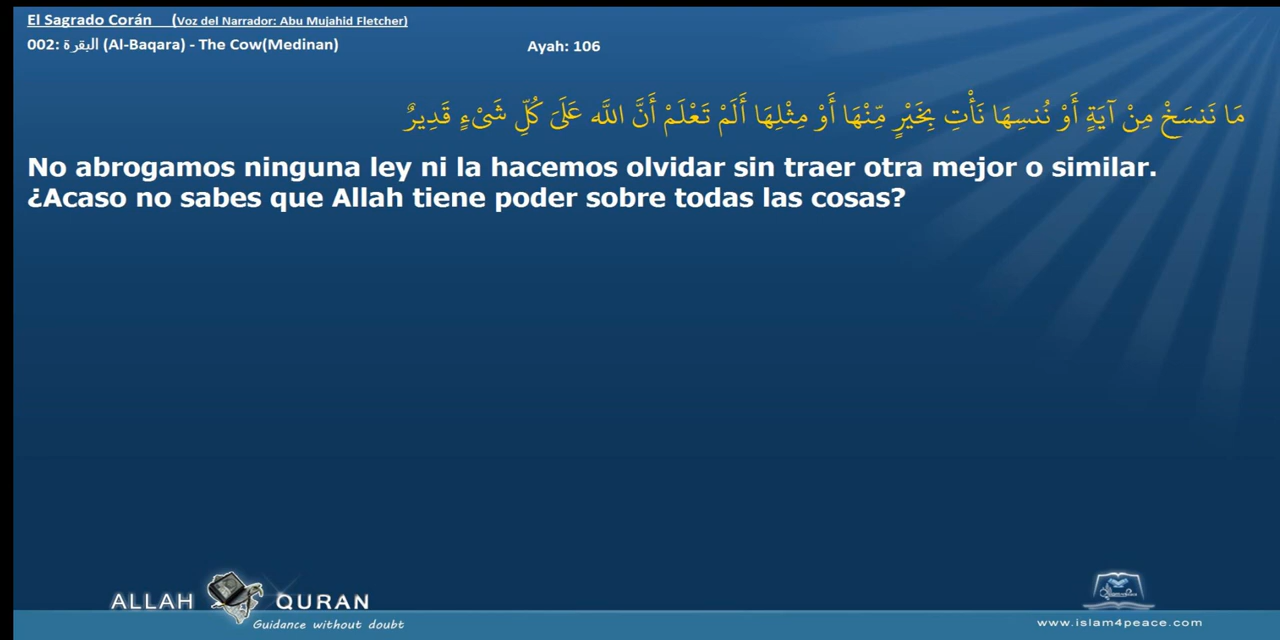 El Sagrado Corán (Voz del Narrador: Abu Mujahid Fletcher)
002: البقرة (Al-Baqara) - The Cow(Medinan) Ayah: 106
مَا نَنسَخْ مِنْ آيَةٍ أَوْ نُنسِهَا نَأْتِ بِخَيْرٍ مِّنْهَا أَوْ مِثْلِهَا أَلَمْ تَعْلَمْ أَنَّ اللَّه عَلَىَ كُلِّ شَىْءٍ قَدِيرٌ
No abrogamos ninguna ley ni la hacemos olvidar sin traer otra mejor o similar.
¿Acaso no sabes que Allah tiene poder sobre todas las cosas?
ALLAH QURAN
Guidance without doubt
www.islam4peace.com